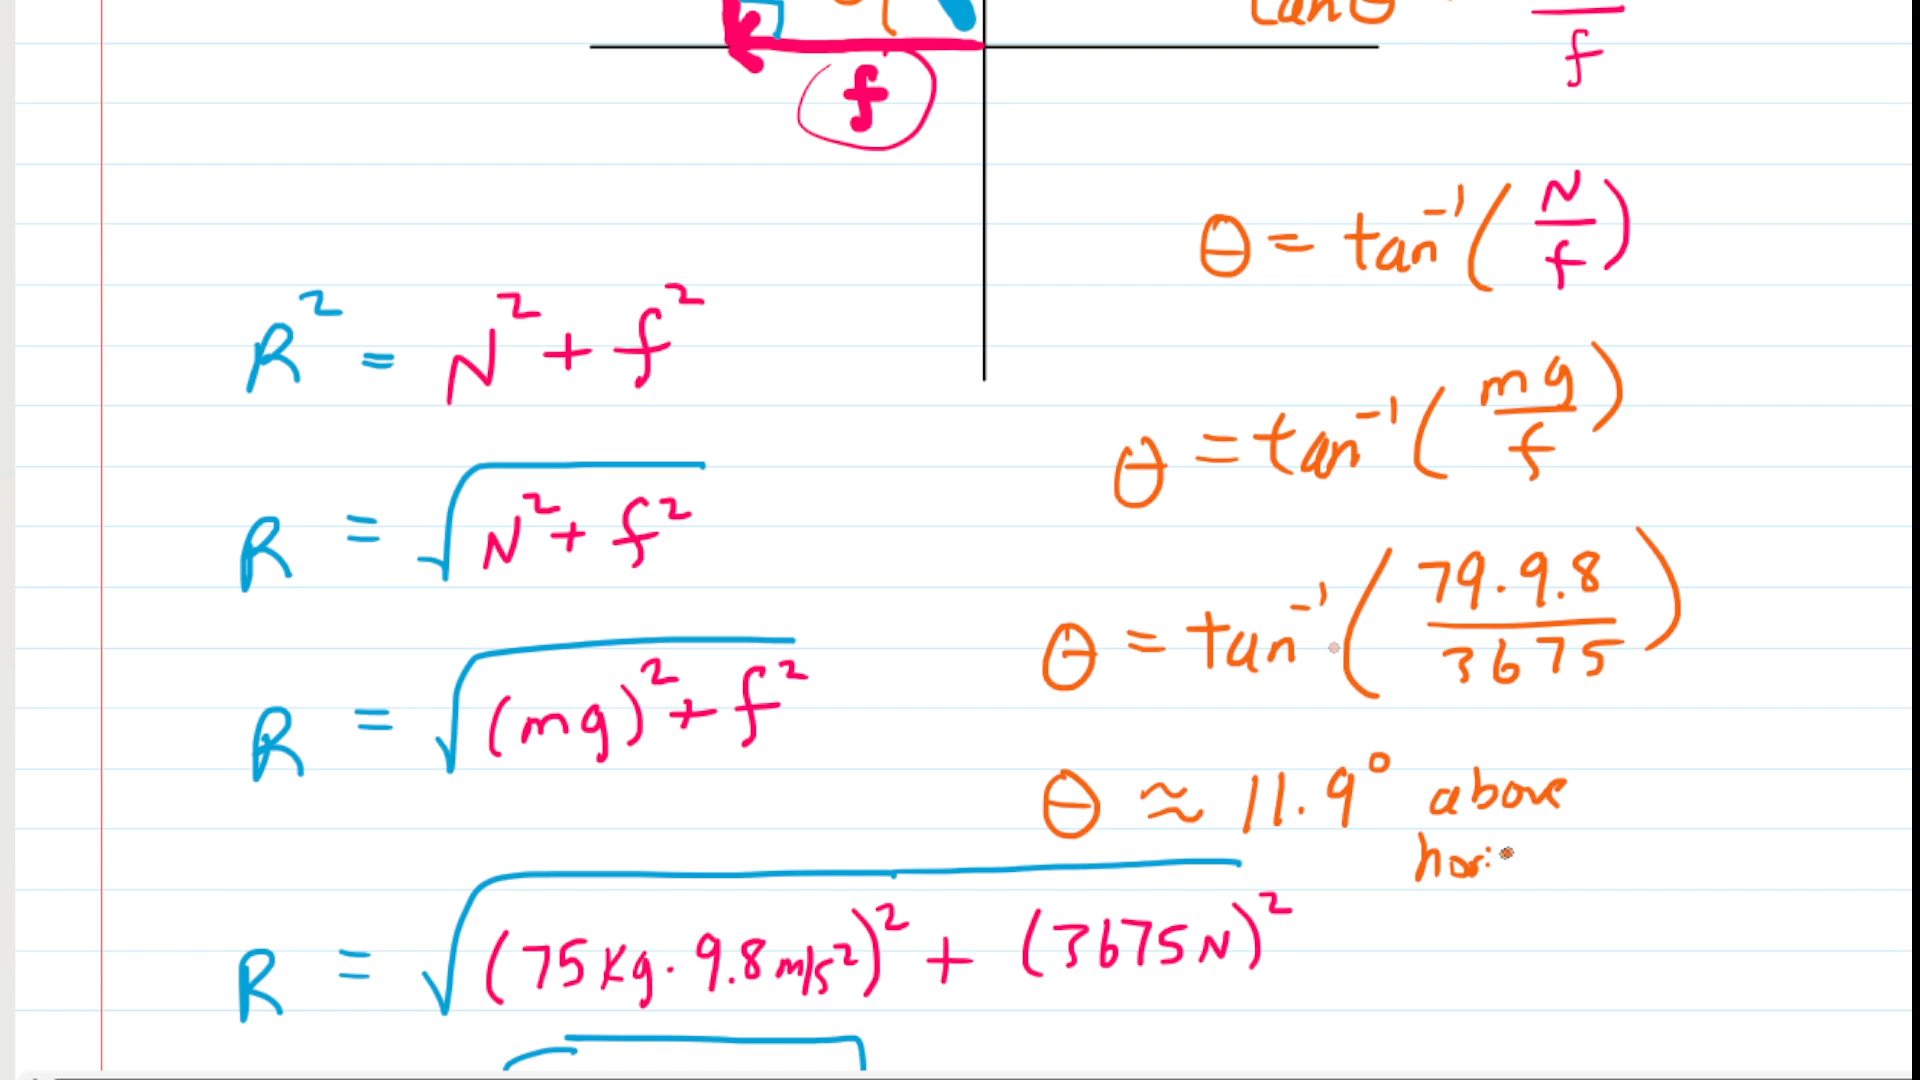 tanθ
f
f
θ = tan⁻¹(N/f)
R² = N² + f²
θ = tan⁻¹(mg/f)
R = √(N² + f²)
θ = tan⁻¹(79·9.8/3675)
R = √((mg)² + f²)
θ ≈ 11.9° above
hori
R = √((75kg·9.8m/s²)² + (3675N)²)